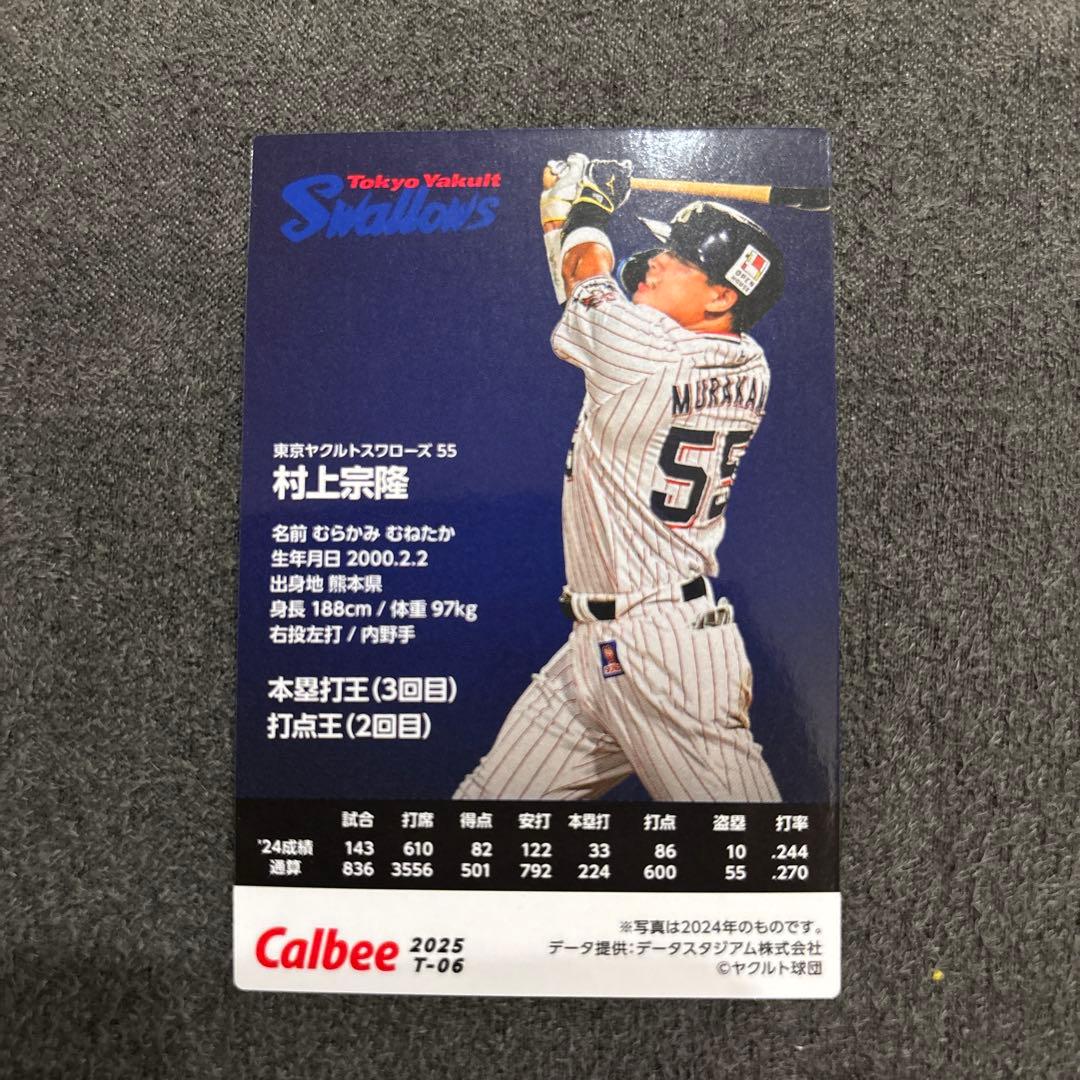 Tokyo Yakult
Swallows
OPEN
HOUSE
MURAKAM
55
東京ヤクルトスワローズ 55
村上宗隆
名前 むらかみ むねたか
生年月日 2000.2.2
出身地 熊本県
身長 188cm / 体重 97kg
右投左打 / 内野手
本塁打王(3回目)
打点王(2回目)
試合 打席 得点 安打 本塁打 打点 盗塁 打率
'24成績 143 610 82 122 33 86 10 .244
通算 836 3556 501 792 224 600 55 .270
Calbee 2025
T-06
※写真は2024年のものです。
データ提供:データスタジアム株式会社
©ヤクルト球団